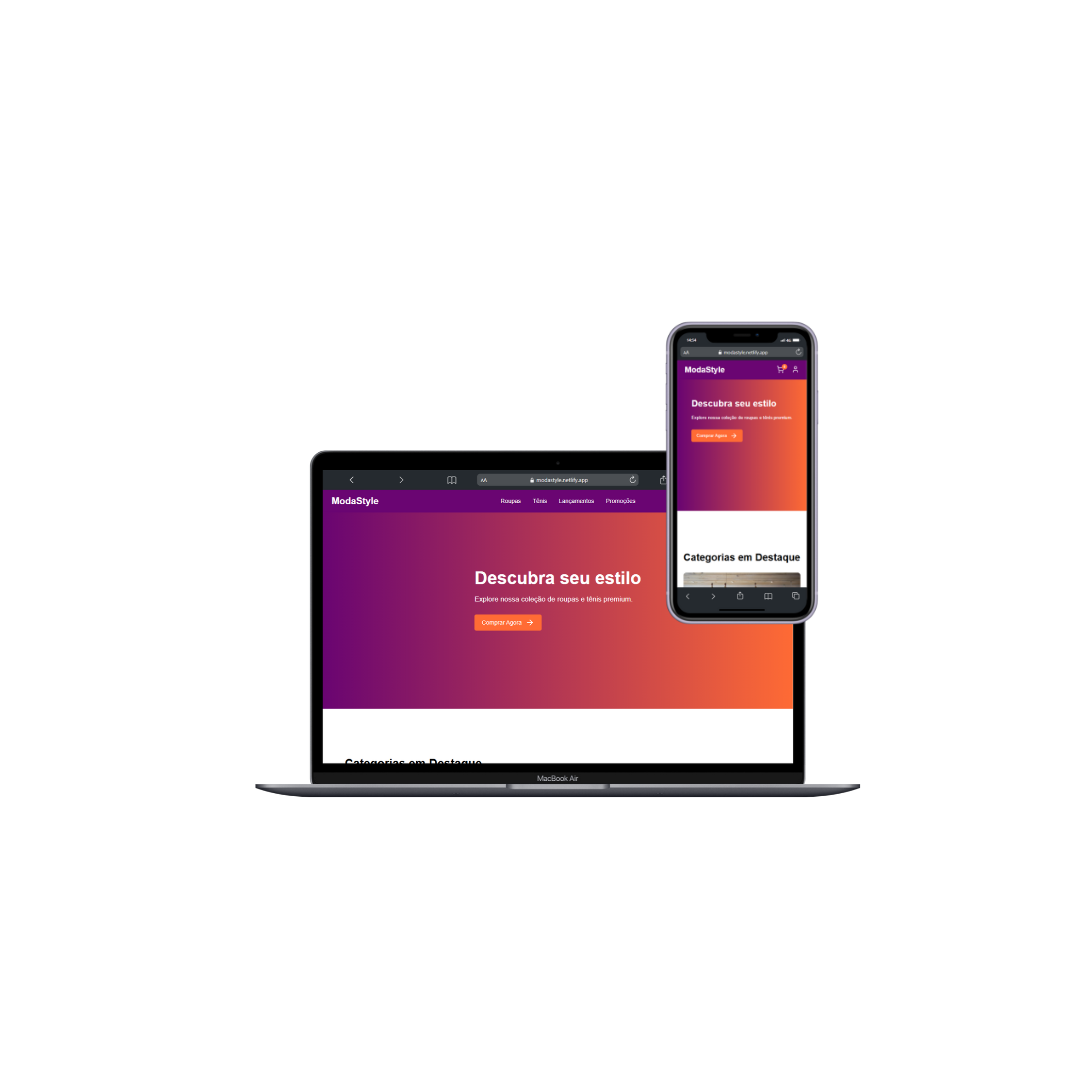 14:54
4G
AA
modastyle.netlify.app
ModaStyle
Descubra seu estilo
Explore nossa coleção de roupas e tênis premium.
Comprar Agora
Categorias em Destaque
AA modastyle.netlify.app
ModaStyle Roupas Tênis Lançamentos Promoções
Descubra seu estilo
Explore nossa coleção de roupas e tênis premium.
Comprar Agora
Categorias em Destaque
MacBook Air